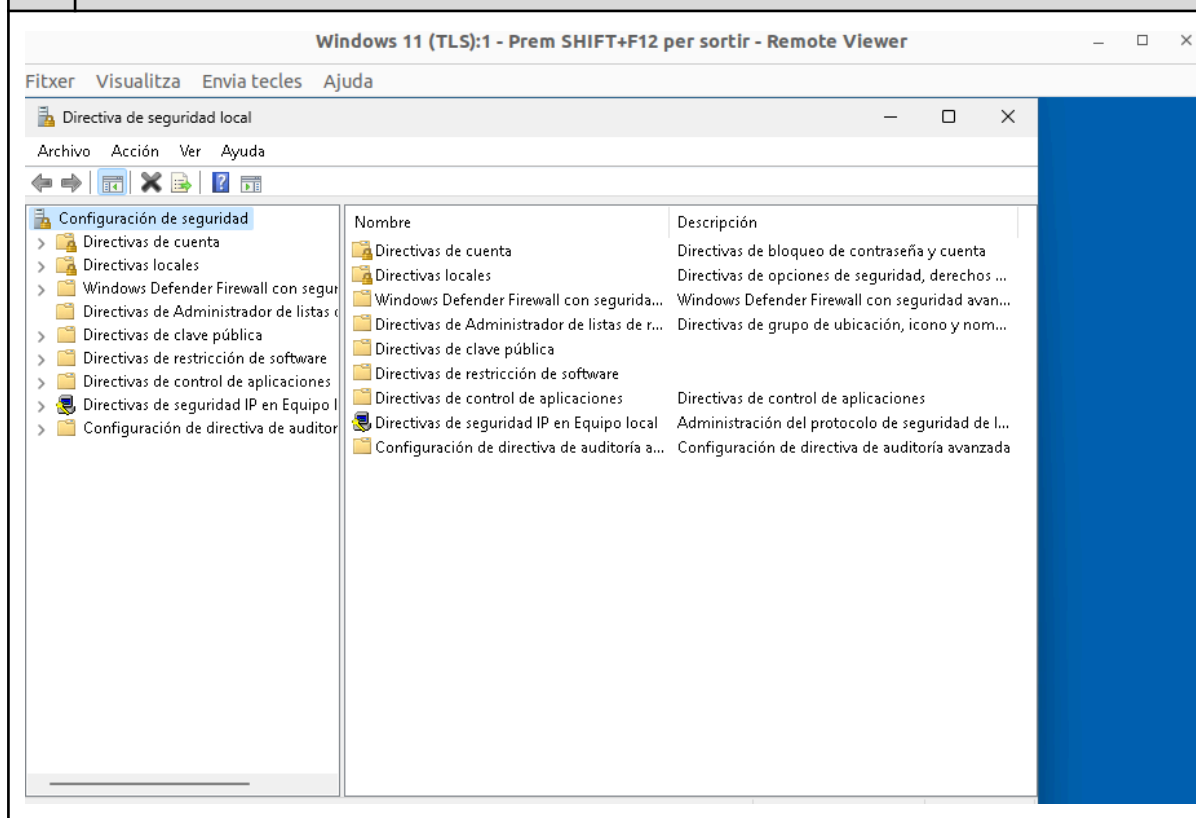 Windows 11 (TLS):1 - Prem SHIFT+F12 per sortir - Remote Viewer
Fitxer Visualitza Envia tecles Ajuda
Directiva de seguridad local
Archivo Acción Ver Ayuda
Configuración de seguridad
Directivas de cuenta
Directivas locales
Windows Defender Firewall con segur
Directivas de Administrador de listas
Directivas de clave pública
Directivas de restricción de software
Directivas de control de aplicaciones
Directivas de seguridad IP en Equipo l
Configuración de directiva de auditor
Nombre Descripción
Directivas de cuenta Directivas de bloqueo de contraseña y cuenta
Directivas locales Directivas de opciones de seguridad, derechos ...
Windows Defender Firewall con segurida... Windows Defender Firewall con seguridad avan...
Directivas de Administrador de listas de r... Directivas de grupo de ubicación, icono y nom...
Directivas de clave pública
Directivas de restricción de software
Directivas de control de aplicaciones Directivas de control de aplicaciones
Directivas de seguridad IP en Equipo local Administración del protocolo de seguridad de l...
Configuración de directiva de auditoría a... Configuración de directiva de auditoría avanzada